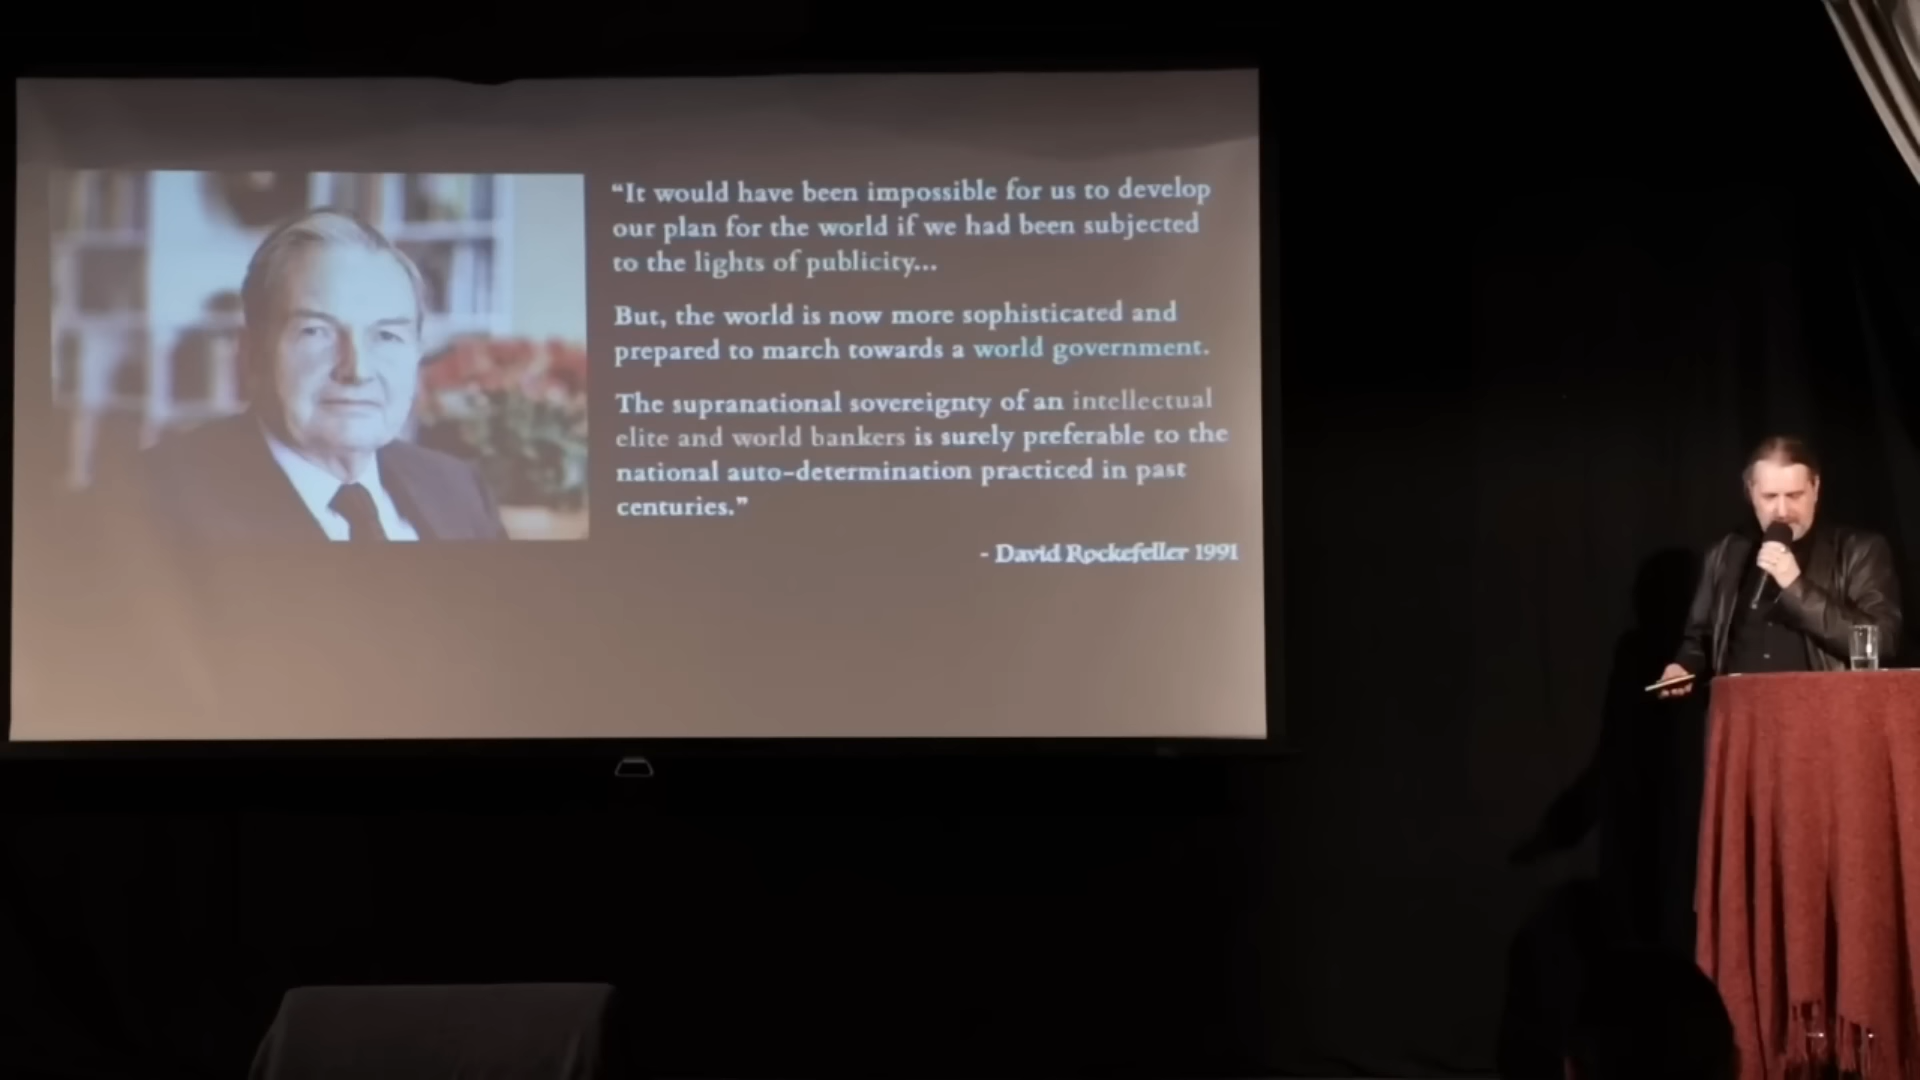 “It would have been impossible for us to develop
our plan for the world if we had been subjected
to the lights of publicity...
But, the world is now more sophisticated and
prepared to march towards a world government.
The supranational sovereignty of an intellectual
elite and world bankers is surely preferable to the
national auto-determination practiced in past
centuries.”
- David Rockefeller 1991